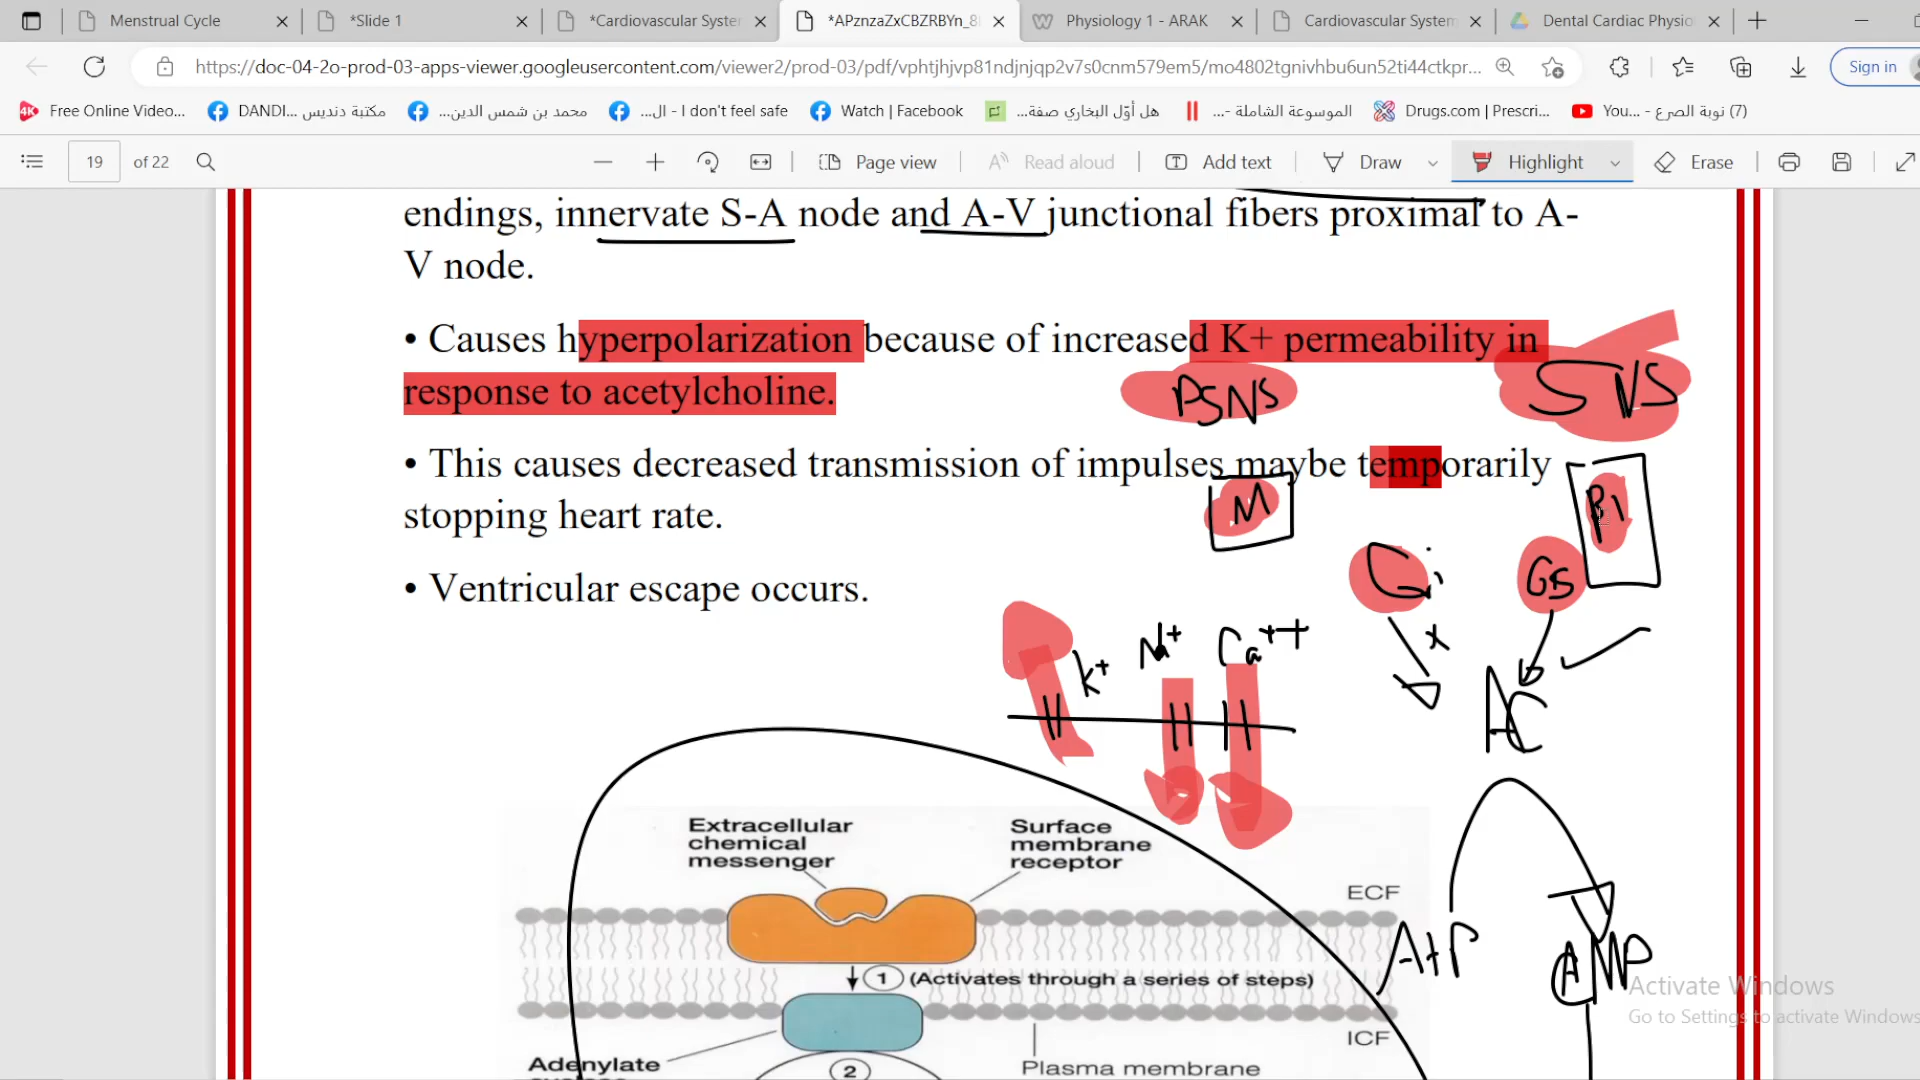 Menstrual Cycle
*Slide 1
*Cardiovascular Syste
*APznzaZxCBZRBYn_8
Physiology 1 - ARAK
Cardiovascular System
Dental Cardiac Physio
https://doc-04-2o-prod-03-apps-viewer.googleusercontent.com/viewer2/prod-03/pdf/vphtjhjvp81ndjnjqp2v7s0cnm579em5/mo4802tgnivhbu6un52ti44ctkpr...
Sign in
Free Online Video...
DANDI... مكتبة دنديس
محمد بن شمس الدين...
ال... - I don't feel safe
Watch | Facebook
هل أوّل البخاري صفة...
الموسوعة الشاملة -...
Drugs.com | Prescri...
(7) نوبة الصرع - ...You
19 of 22
Page view
Read aloud
Add text
Draw
Highlight
Erase
endings, innervate S-A node and A-V junctional fibers proximal to A-
V node.
• Causes hyperpolarization because of increased K+ permeability in
response to acetylcholine.
PSNS
SNS
• This causes decreased transmission of impulses maybe temporarily
stopping heart rate.
M
β1
• Ventricular escape occurs.
Gi
Gs
K+
Na+
Ca++
x
AC
Extracellular
chemical
messenger
Surface
membrane
receptor
ECF
ATP
cAMP
1 (Activates through a series of steps)
ICF
Adenylate
2
Plasma membrane
Activate Windows
Go to Settings to activate Windows